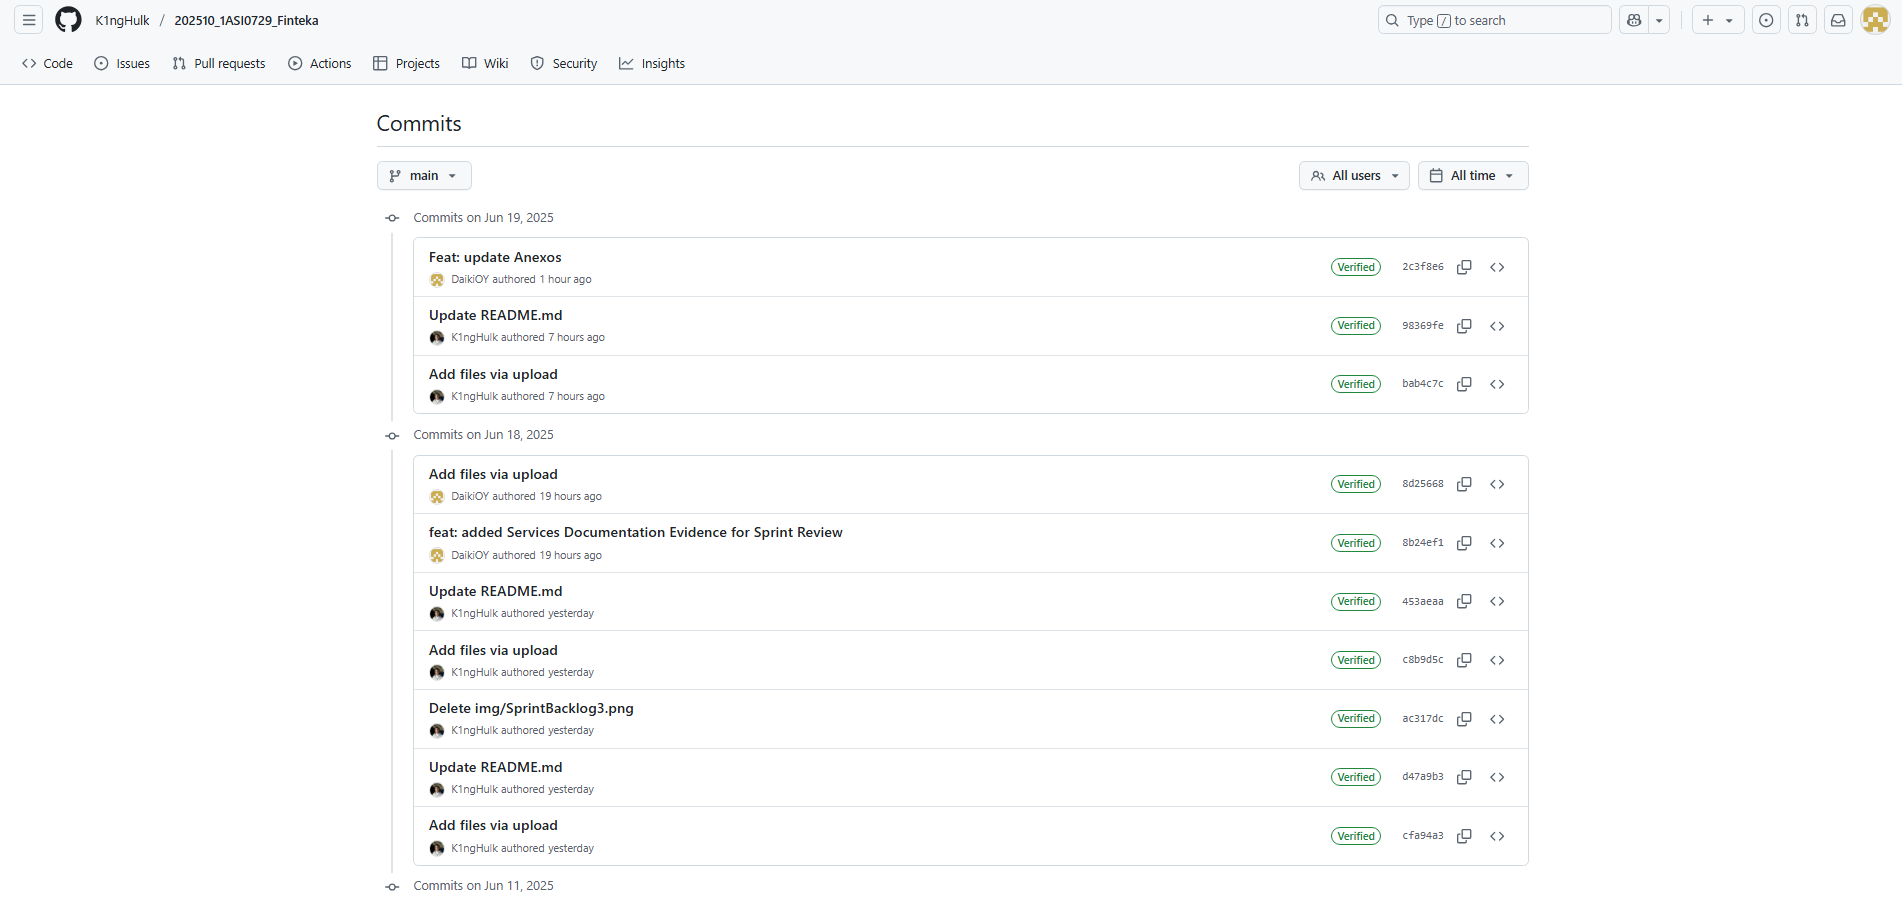 K1ngHulk / 202510_1ASI0729_Finteka
Type / to search
Code Issues Pull requests Actions Projects Wiki Security Insights
Commits
main
All users All time
Commits on Jun 19, 2025
Feat: update Anexos
DaikiOY authored 1 hour ago
Verified 2c3f8e6
Update README.md
K1ngHulk authored 7 hours ago
Verified 98369fe
Add files via upload
K1ngHulk authored 7 hours ago
Verified bab4c7c
Commits on Jun 18, 2025
Add files via upload
DaikiOY authored 19 hours ago
Verified 8d25668
feat: added Services Documentation Evidence for Sprint Review
DaikiOY authored 19 hours ago
Verified 8b24ef1
Update README.md
K1ngHulk authored yesterday
Verified 453aeaa
Add files via upload
K1ngHulk authored yesterday
Verified c8b9d5c
Delete img/SprintBacklog3.png
K1ngHulk authored yesterday
Verified ac317dc
Update README.md
K1ngHulk authored yesterday
Verified d47a9b3
Add files via upload
K1ngHulk authored yesterday
Verified cfa94a3
Commits on Jun 11, 2025